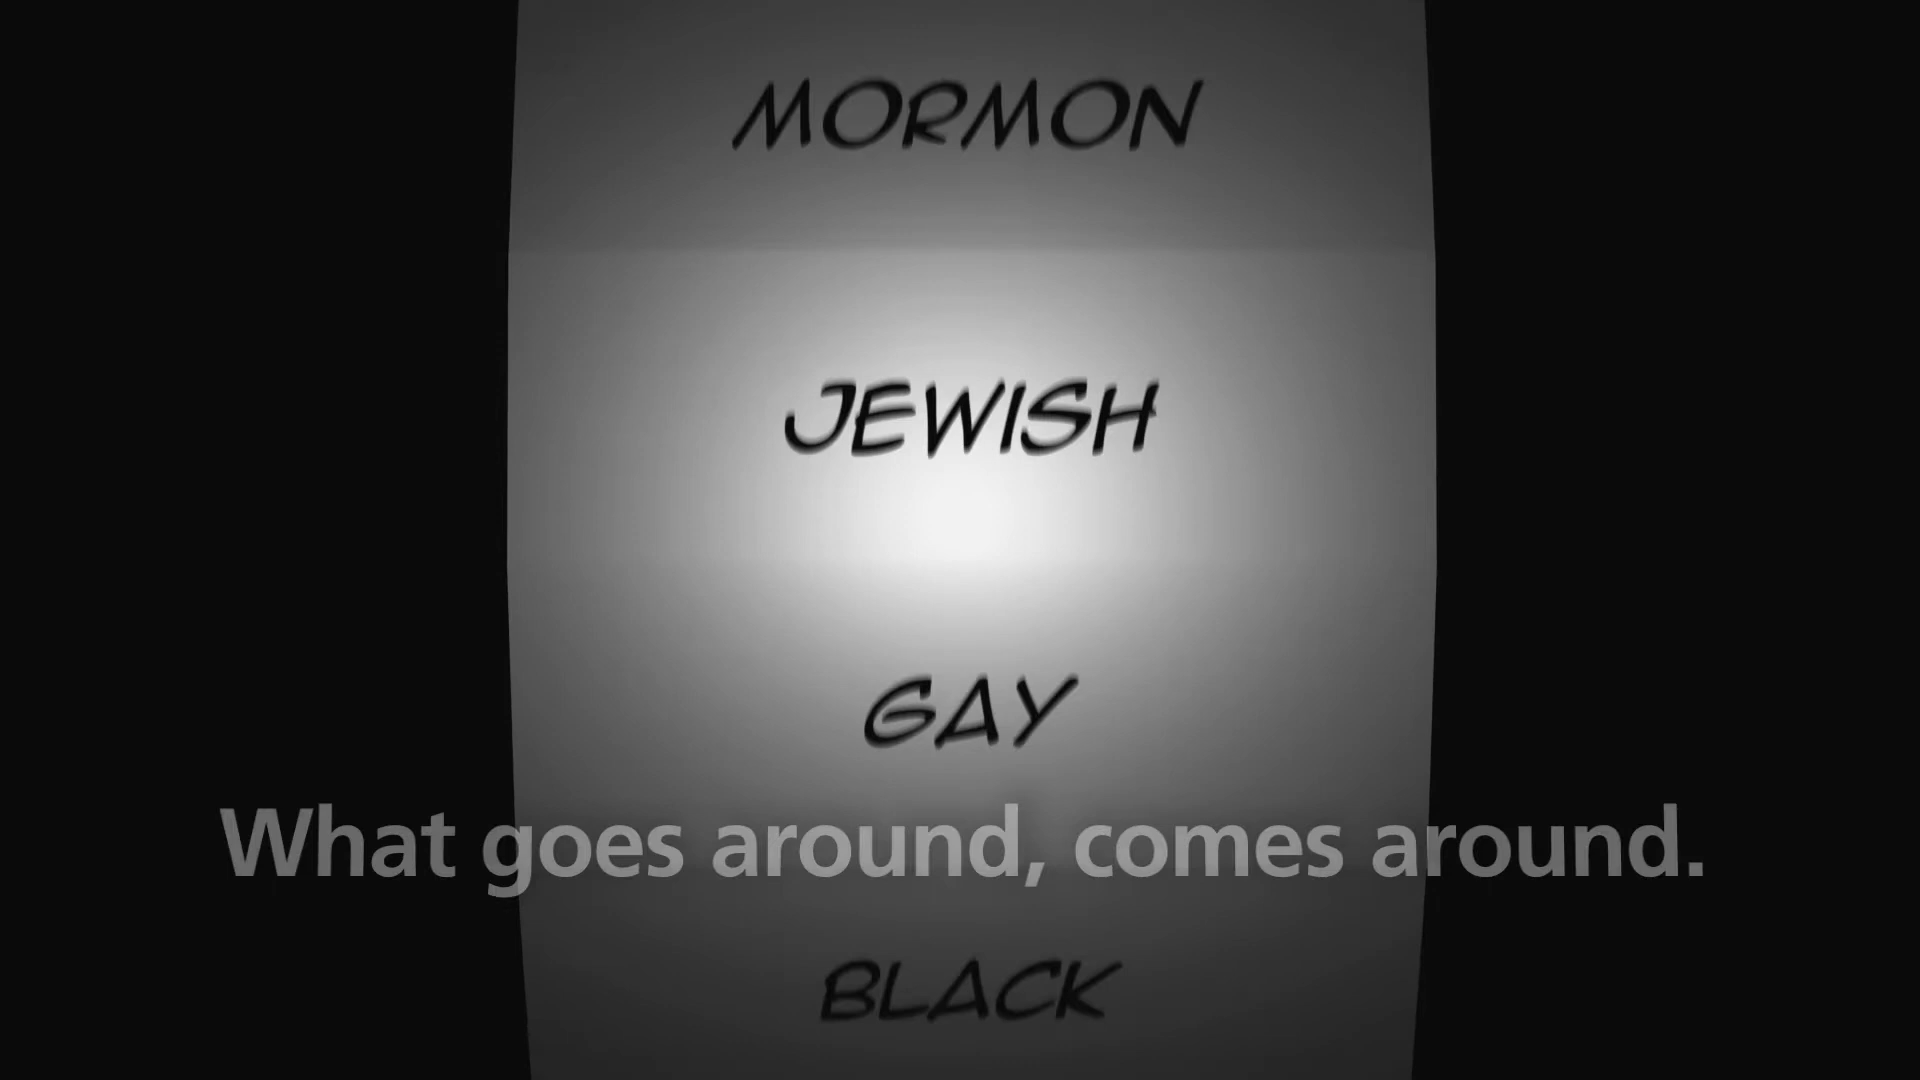 MORMON
JEWISH
GAY
What goes around, comes around.
BLACK